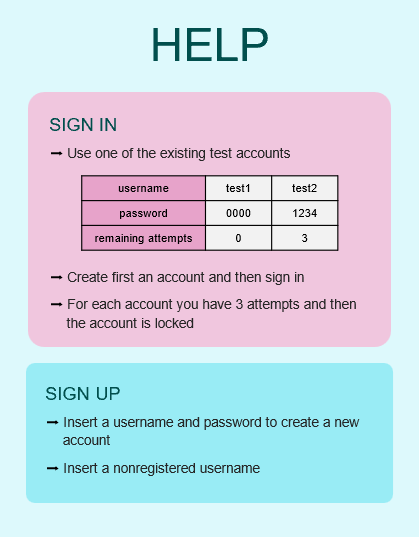 HELP
SIGN IN
→ Use one of the existing test accounts
username test1 test2
password 0000 1234
remaining attempts 0 3
→ Create first an account and then sign in
→ For each account you have 3 attempts and then
the account is locked
SIGN UP
→ Insert a username and password to create a new
account
→ Insert a nonregistered username